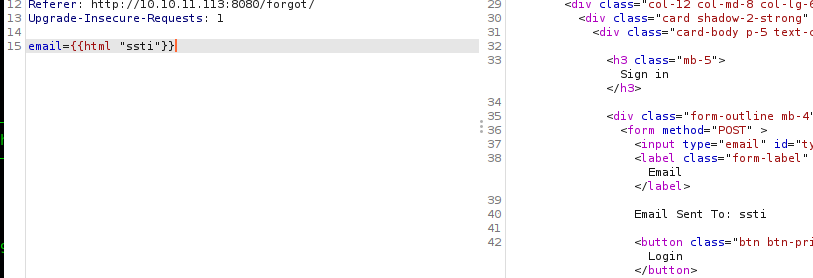 12 Referer: http://10.10.11.113:8080/forgot/
13 Upgrade-Insecure-Requests: 1
14
15 email={{html "ssti"}}
29 <div class="col-12 col-md-8 col-lg-6
30 <div class="card shadow-2-strong"
31 <div class="card-body p-5 text-c
32
33 <h3 class="mb-5">
Sign in
</h3>
34
35 <div class="form-outline mb-4"
36 <form method="POST" >
37 <input type="email" id="ty
38 <label class="form-label"
Email
</label>
39
40 Email Sent To: ssti
41
42 <button class="btn btn-pri
Login
</button>